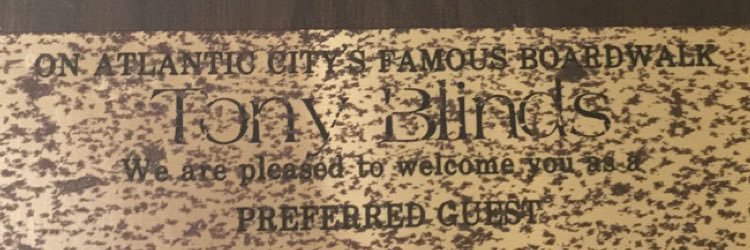 ON ATLANTIC CITY'S FAMOUS BOARDWALK
Tony Blinds
We are pleased to welcome you as a
PREFERRED GUEST